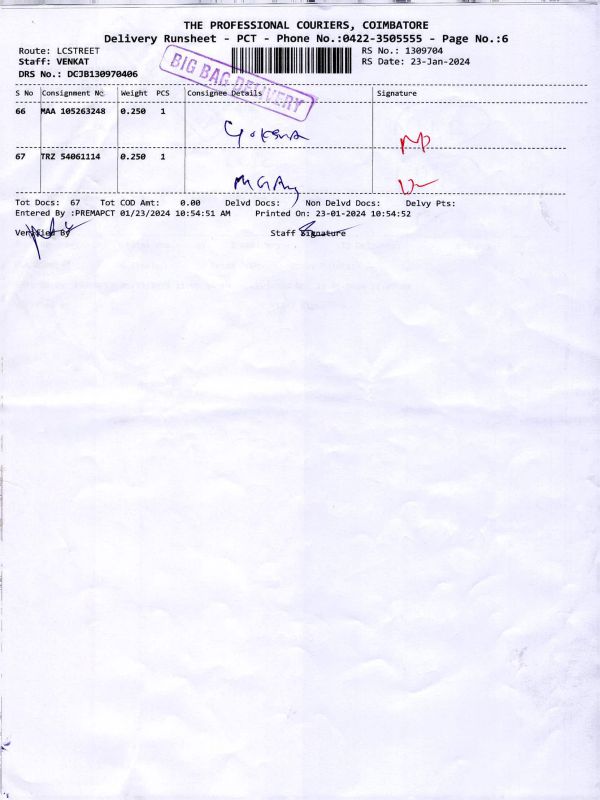 THE PROFESSIONAL COURIERS, COIMBATORE
Delivery Runsheet - PCT - Phone No.:0422-3505555 - Page No.:6
Route: LCSTREET RS No.: 1309704
Staff: VENKAT RS Date: 23-Jan-2024
DRS No.: DCJB130970406
BIG BAG DELIVERY
S No Consignment No Weight PCS Consignee Details Signature
66 MAA 105263248 0.250 1
67 TRZ 54061114 0.250 1
Tot Docs: 67 Tot COD Amt: 0.00 Delvd Docs: Non Delvd Docs: Delvy Pts:
Entered By :PREMAPCT 01/23/2024 10:54:51 AM Printed On: 23-01-2024 10:54:52
Verified By Staff Signature